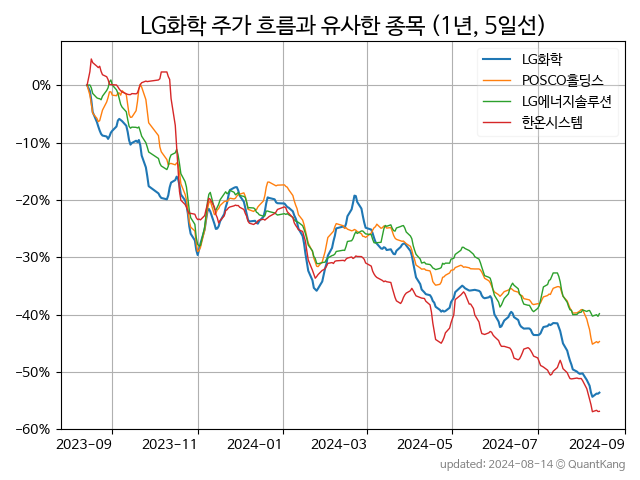 LG화학 주가 흐름과 유사한 종목 (1년, 5일선)
LG화학
POSCO홀딩스
LG에너지솔루션
한온시스템
0%
−10%
−20%
−30%
−40%
−50%
−60%
2023-09 2023-11 2024-01 2024-03 2024-05 2024-07 2024-09
updated: 2024-08-14 © QuantKang